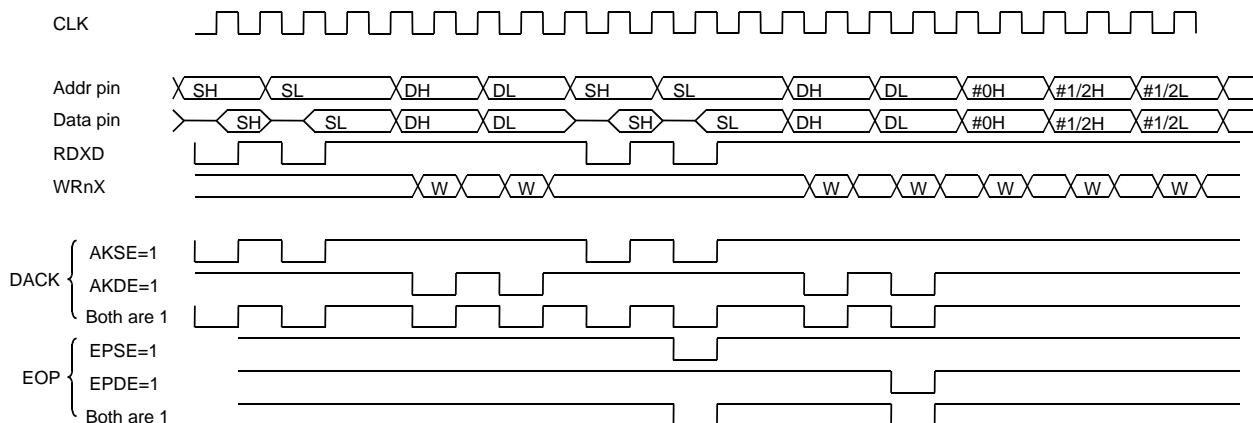 CLK
Addr pin SH SL DH DL SH SL DH DL #0H #1/2H #1/2L
Data pin SH SL DH DL SH SL DH DL #0H #1/2H #1/2L
RDXD
WRnX W W W W W W W
DACK
AKSE=1
AKDE=1
Both are 1
EOP
EPSE=1
EPDE=1
Both are 1